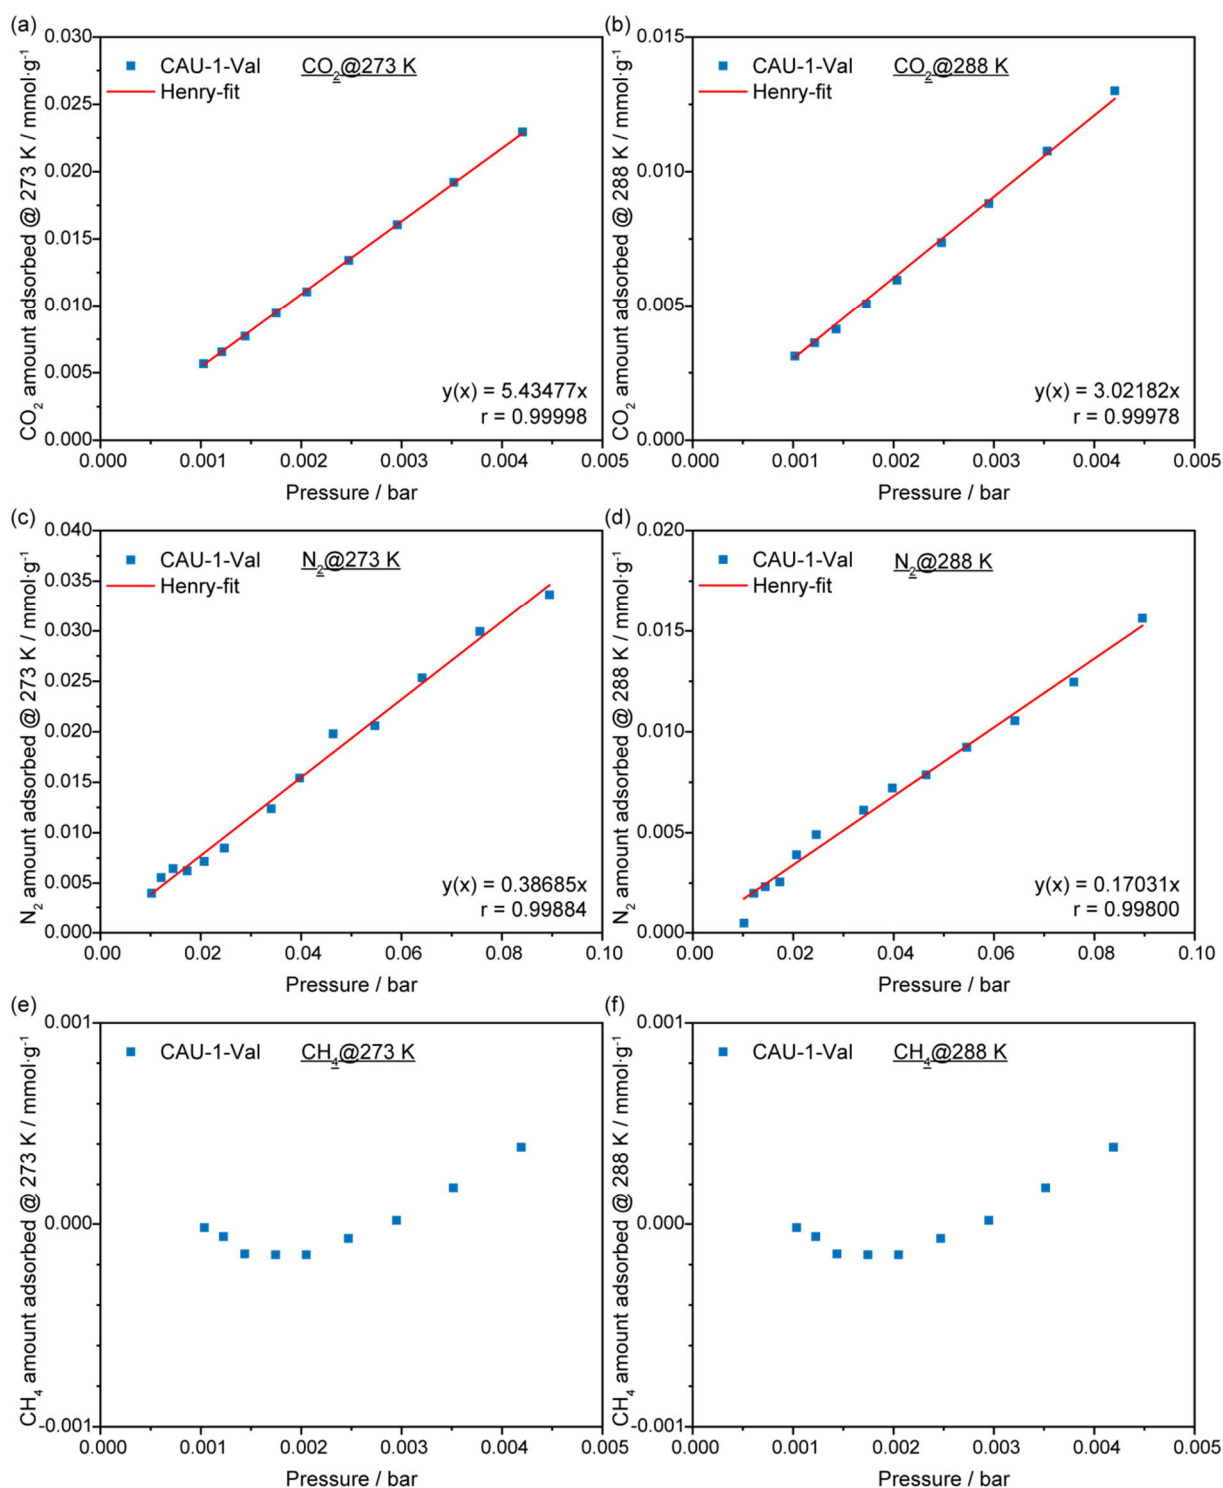 (a)
CO₂ amount adsorbed @ 273 K / mmol·g⁻¹
0.030
0.025
0.020
0.015
0.010
0.005
0.000
CAU-1-Val CO₂@273 K
Henry-fit
y(x) = 5.43477x
r = 0.99998
0.000 0.001 0.002 0.003 0.004 0.005
Pressure / bar
(b)
CO₂ amount adsorbed @ 288 K / mmol·g⁻¹
0.015
0.010
0.005
0.000
CAU-1-Val CO₂@288 K
Henry-fit
y(x) = 3.02182x
r = 0.99978
0.000 0.001 0.002 0.003 0.004 0.005
Pressure / bar
(c)
N₂ amount adsorbed @ 273 K / mmol·g⁻¹
0.040
0.035
0.030
0.025
0.020
0.015
0.010
0.005
0.000
CAU-1-Val N₂@273 K
Henry-fit
y(x) = 0.38685x
r = 0.99884
0.00 0.02 0.04 0.06 0.08 0.10
Pressure / bar
(d)
N₂ amount adsorbed @ 288 K / mmol·g⁻¹
0.020
0.015
0.010
0.005
0.000
CAU-1-Val N₂@288 K
Henry-fit
y(x) = 0.17031x
r = 0.99800
0.00 0.02 0.04 0.06 0.08 0.10
Pressure / bar
(e)
CH₄ amount adsorbed @ 273 K / mmol·g⁻¹
0.001
0.000
-0.001
CAU-1-Val CH₄@273 K
0.000 0.001 0.002 0.003 0.004 0.005
Pressure / bar
(f)
CH₄ amount adsorbed @ 288 K / mmol·g⁻¹
0.001
0.000
-0.001
CAU-1-Val CH₄@288 K
0.000 0.001 0.002 0.003 0.004 0.005
Pressure / bar